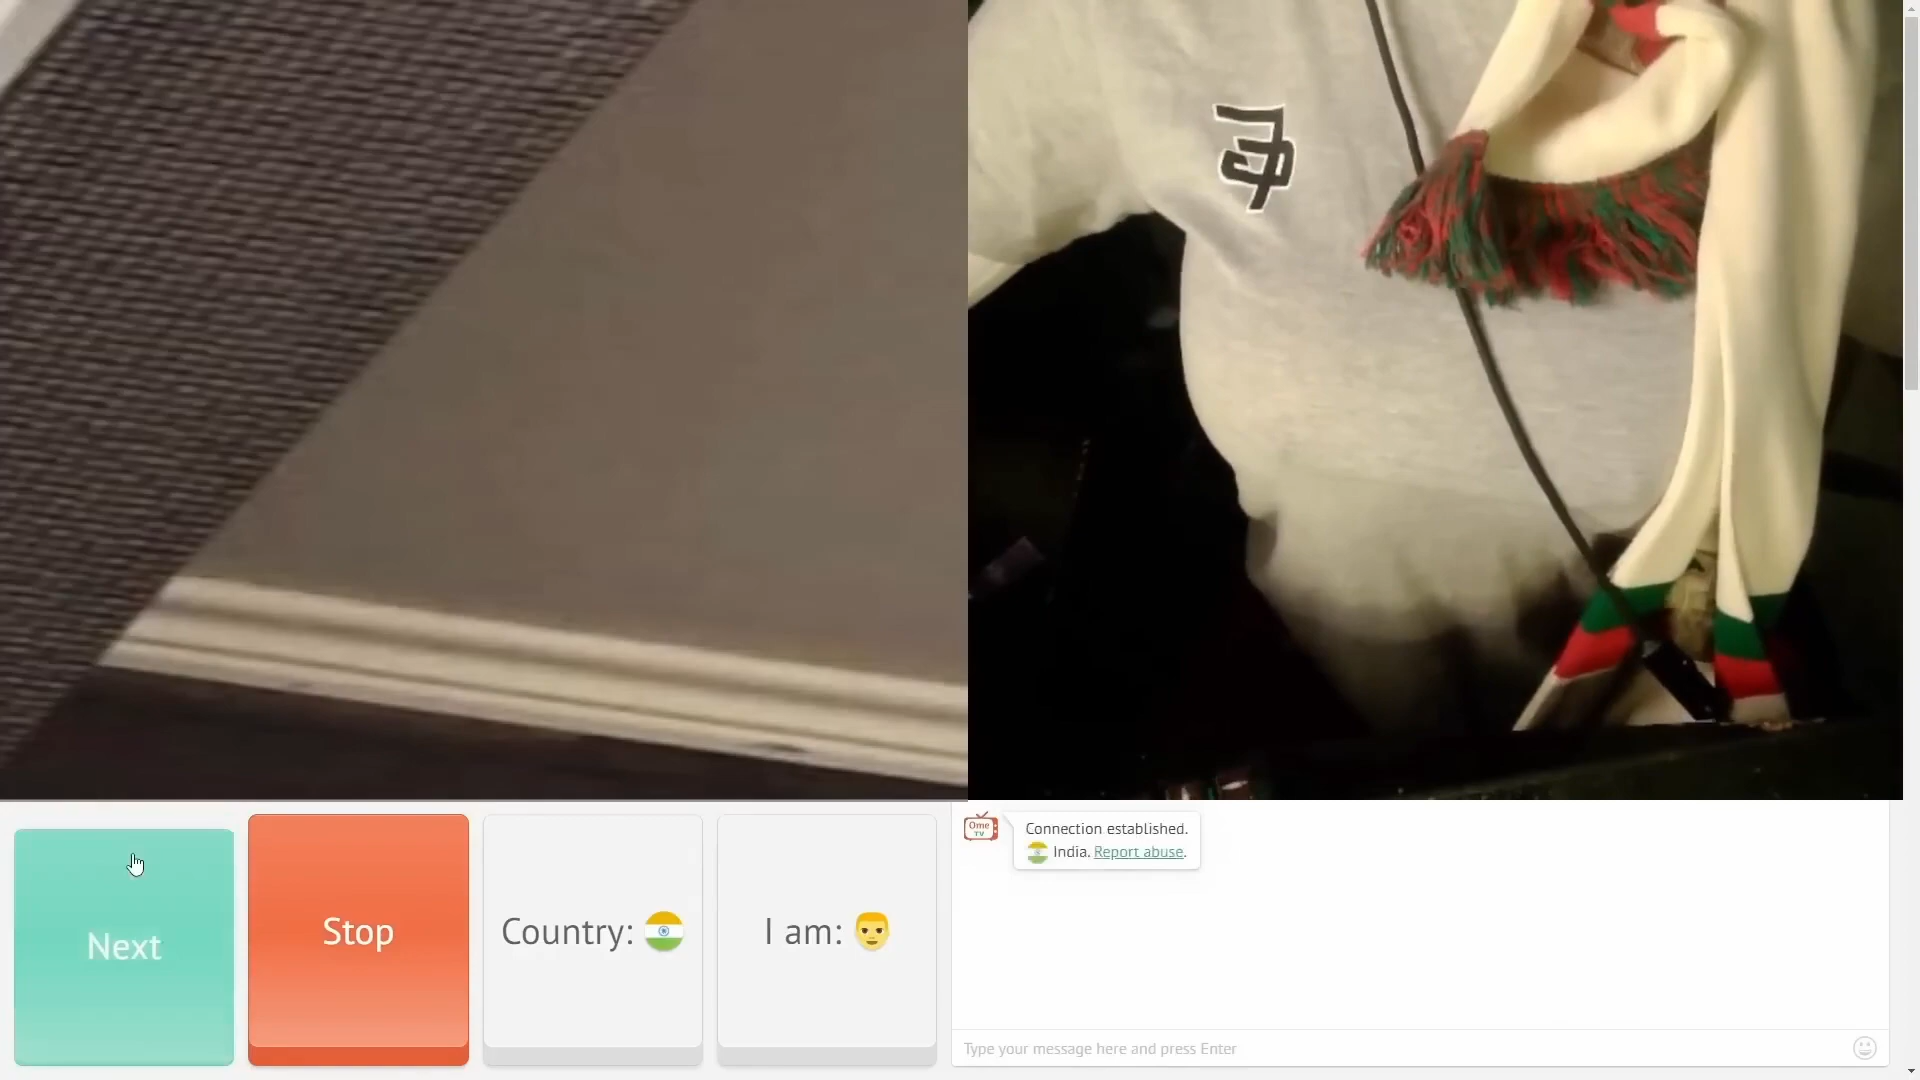 Ome
TV
Connection established.
India. Report abuse.
Next
Stop
Country:
I am:
Type your message here and press Enter